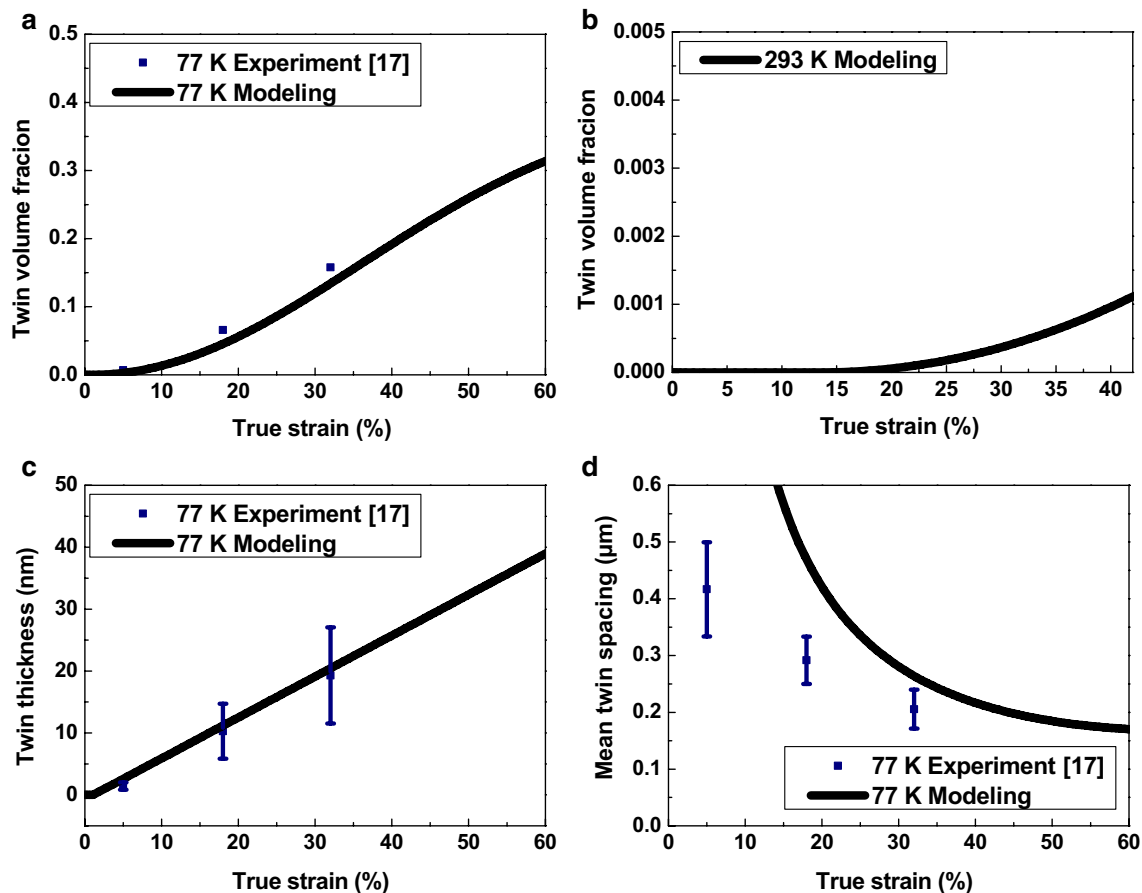 a
0.5
0.4
0.3
0.2
0.1
0.0
Twin volume fracion
77 K Experiment [17]
77 K Modeling
0 10 20 30 40 50 60
True strain (%)
b
0.005
0.004
0.003
0.002
0.001
0.000
Twin volume fracion
293 K Modeling
0 5 10 15 20 25 30 35 40
True strain (%)
c
50
40
30
20
10
0
Twin thickness (nm)
77 K Experiment [17]
77 K Modeling
0 10 20 30 40 50 60
True strain (%)
d
0.6
0.5
0.4
0.3
0.2
0.1
0.0
Mean twin spacing (μm)
77 K Experiment [17]
77 K Modeling
0 10 20 30 40 50 60
True strain (%)